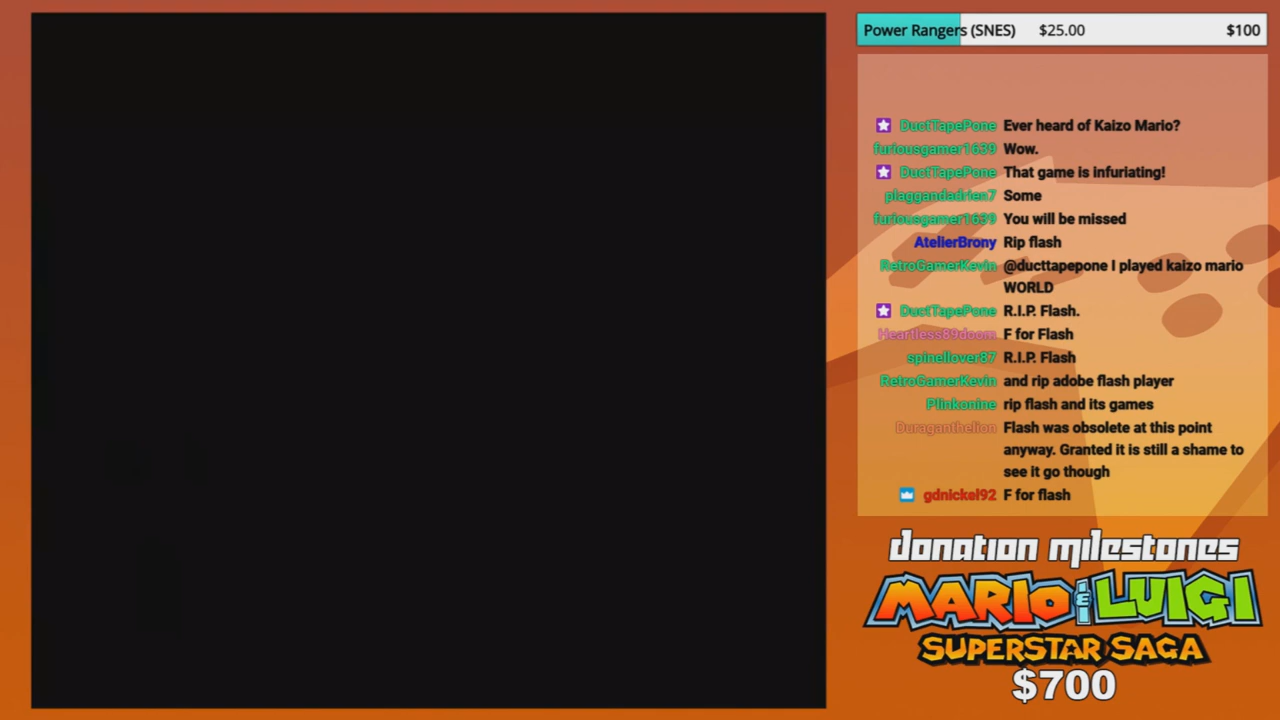 Power Rangers (SNES) $25.00 $100
DuctTapePone Ever heard of Kaizo Mario?
furiousgamer1639 Wow.
DuctTapePone That game is infuriating!
plaggandadrien7 Some
furiousgamer1639 You will be missed
AtelierBrony Rip flash
RetroGamerKevin @ducttapepone I played kaizo mario
WORLD
DuctTapePone R.I.P. Flash.
Heartless89doom F for Flash
spinellover87 R.I.P. Flash
RetroGamerKevin and rip adobe flash player
Plinkonine rip flash and its games
Duraganthelion Flash was obsolete at this point
anyway. Granted it is still a shame to
see it go though
gdnickel92 F for flash
DONATION MILESTONES
MARIO & LUIGI
SUPERSTAR SAGA
$700